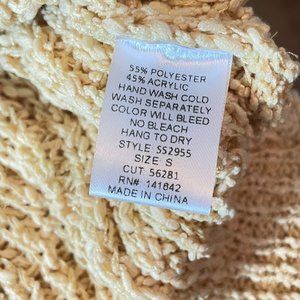 55% POLYESTER
45% ACRYLIC
HAND WASH COLD
WASH SEPARATELY
COLOR WILL BLEED
NO BLEACH
HANG TO DRY
STYLE SS2955
SIZE S
CUT 56281
RN# 141842
MADE IN CHINA